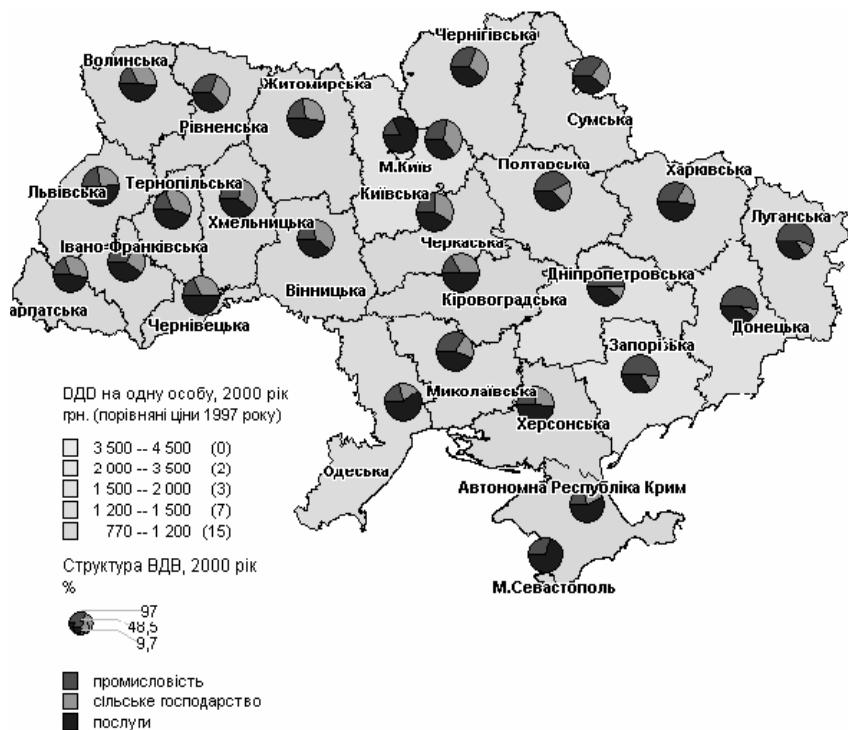 Чернігівська
Волинська
Житомирська
Рівненська
Сумська
М.Київ
Полтавська
Харківська
Львівська
Тернопільська
Київська
Луганська
Хмельницька
Івано-Франківська
Черкаська
Вінниця
Дніпропетровська
Кіровоградська
арпатська
Чернівецька
Донецька
Запорізька
Миколаївська
Херсонська
Одеська
Автономна Республіка Крим
М.Севастополь
ВДВ на одну особу, 2000 рік
грн. (порівняні ціни 1997 року)
3 500 -- 4 500 (0)
2 000 -- 3 500 (2)
1 500 -- 2 000 (3)
1 200 -- 1 500 (7)
770 -- 1 200 (15)
Структура ВДВ, 2000 рік
%
97
48,5
9,7
промисловість
сільське господарство
послуги